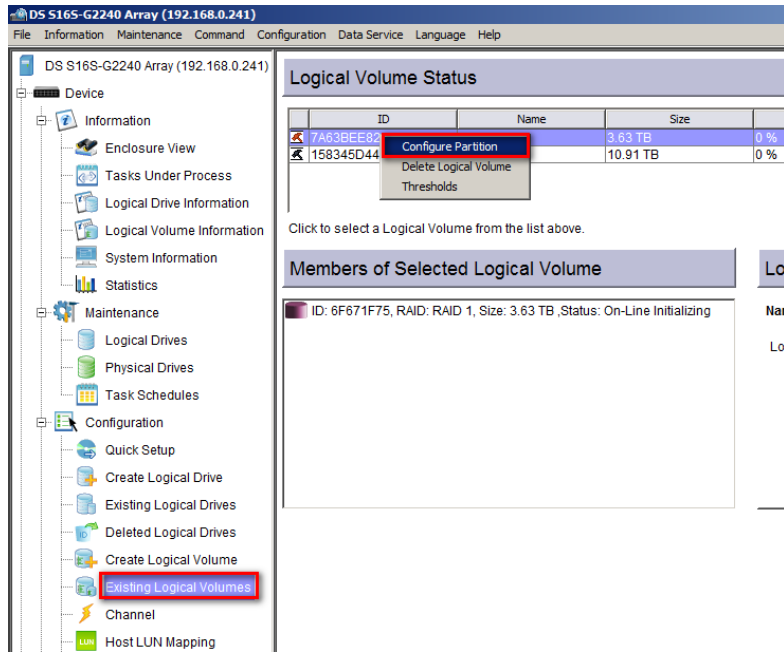 DS S16S-G2240 Array (192.168.0.241)
File Information Maintenance Command Configuration Data Service Language Help
DS S16S-G2240 Array (192.168.0.241)
Device
Information
Enclosure View
Tasks Under Process
Logical Drive Information
Logical Volume Information
System Information
Statistics
Maintenance
Logical Drives
Physical Drives
Task Schedules
Configuration
Quick Setup
Create Logical Drive
Existing Logical Drives
Deleted Logical Drives
Create Logical Volume
Existing Logical Volumes
Channel
LUN Host LUN Mapping
Logical Volume Status
ID Name Size
7A63BEE82 3.63 TB 0 %
158345D44 10.91 TB 0 %
Configure Partition
Delete Logical Volume
Thresholds
Click to select a Logical Volume from the list above.
Members of Selected Logical Volume
ID: 6F671F75, RAID: RAID 1, Size: 3.63 TB ,Status: On-Line Initializing
Lo
Nar
Lo